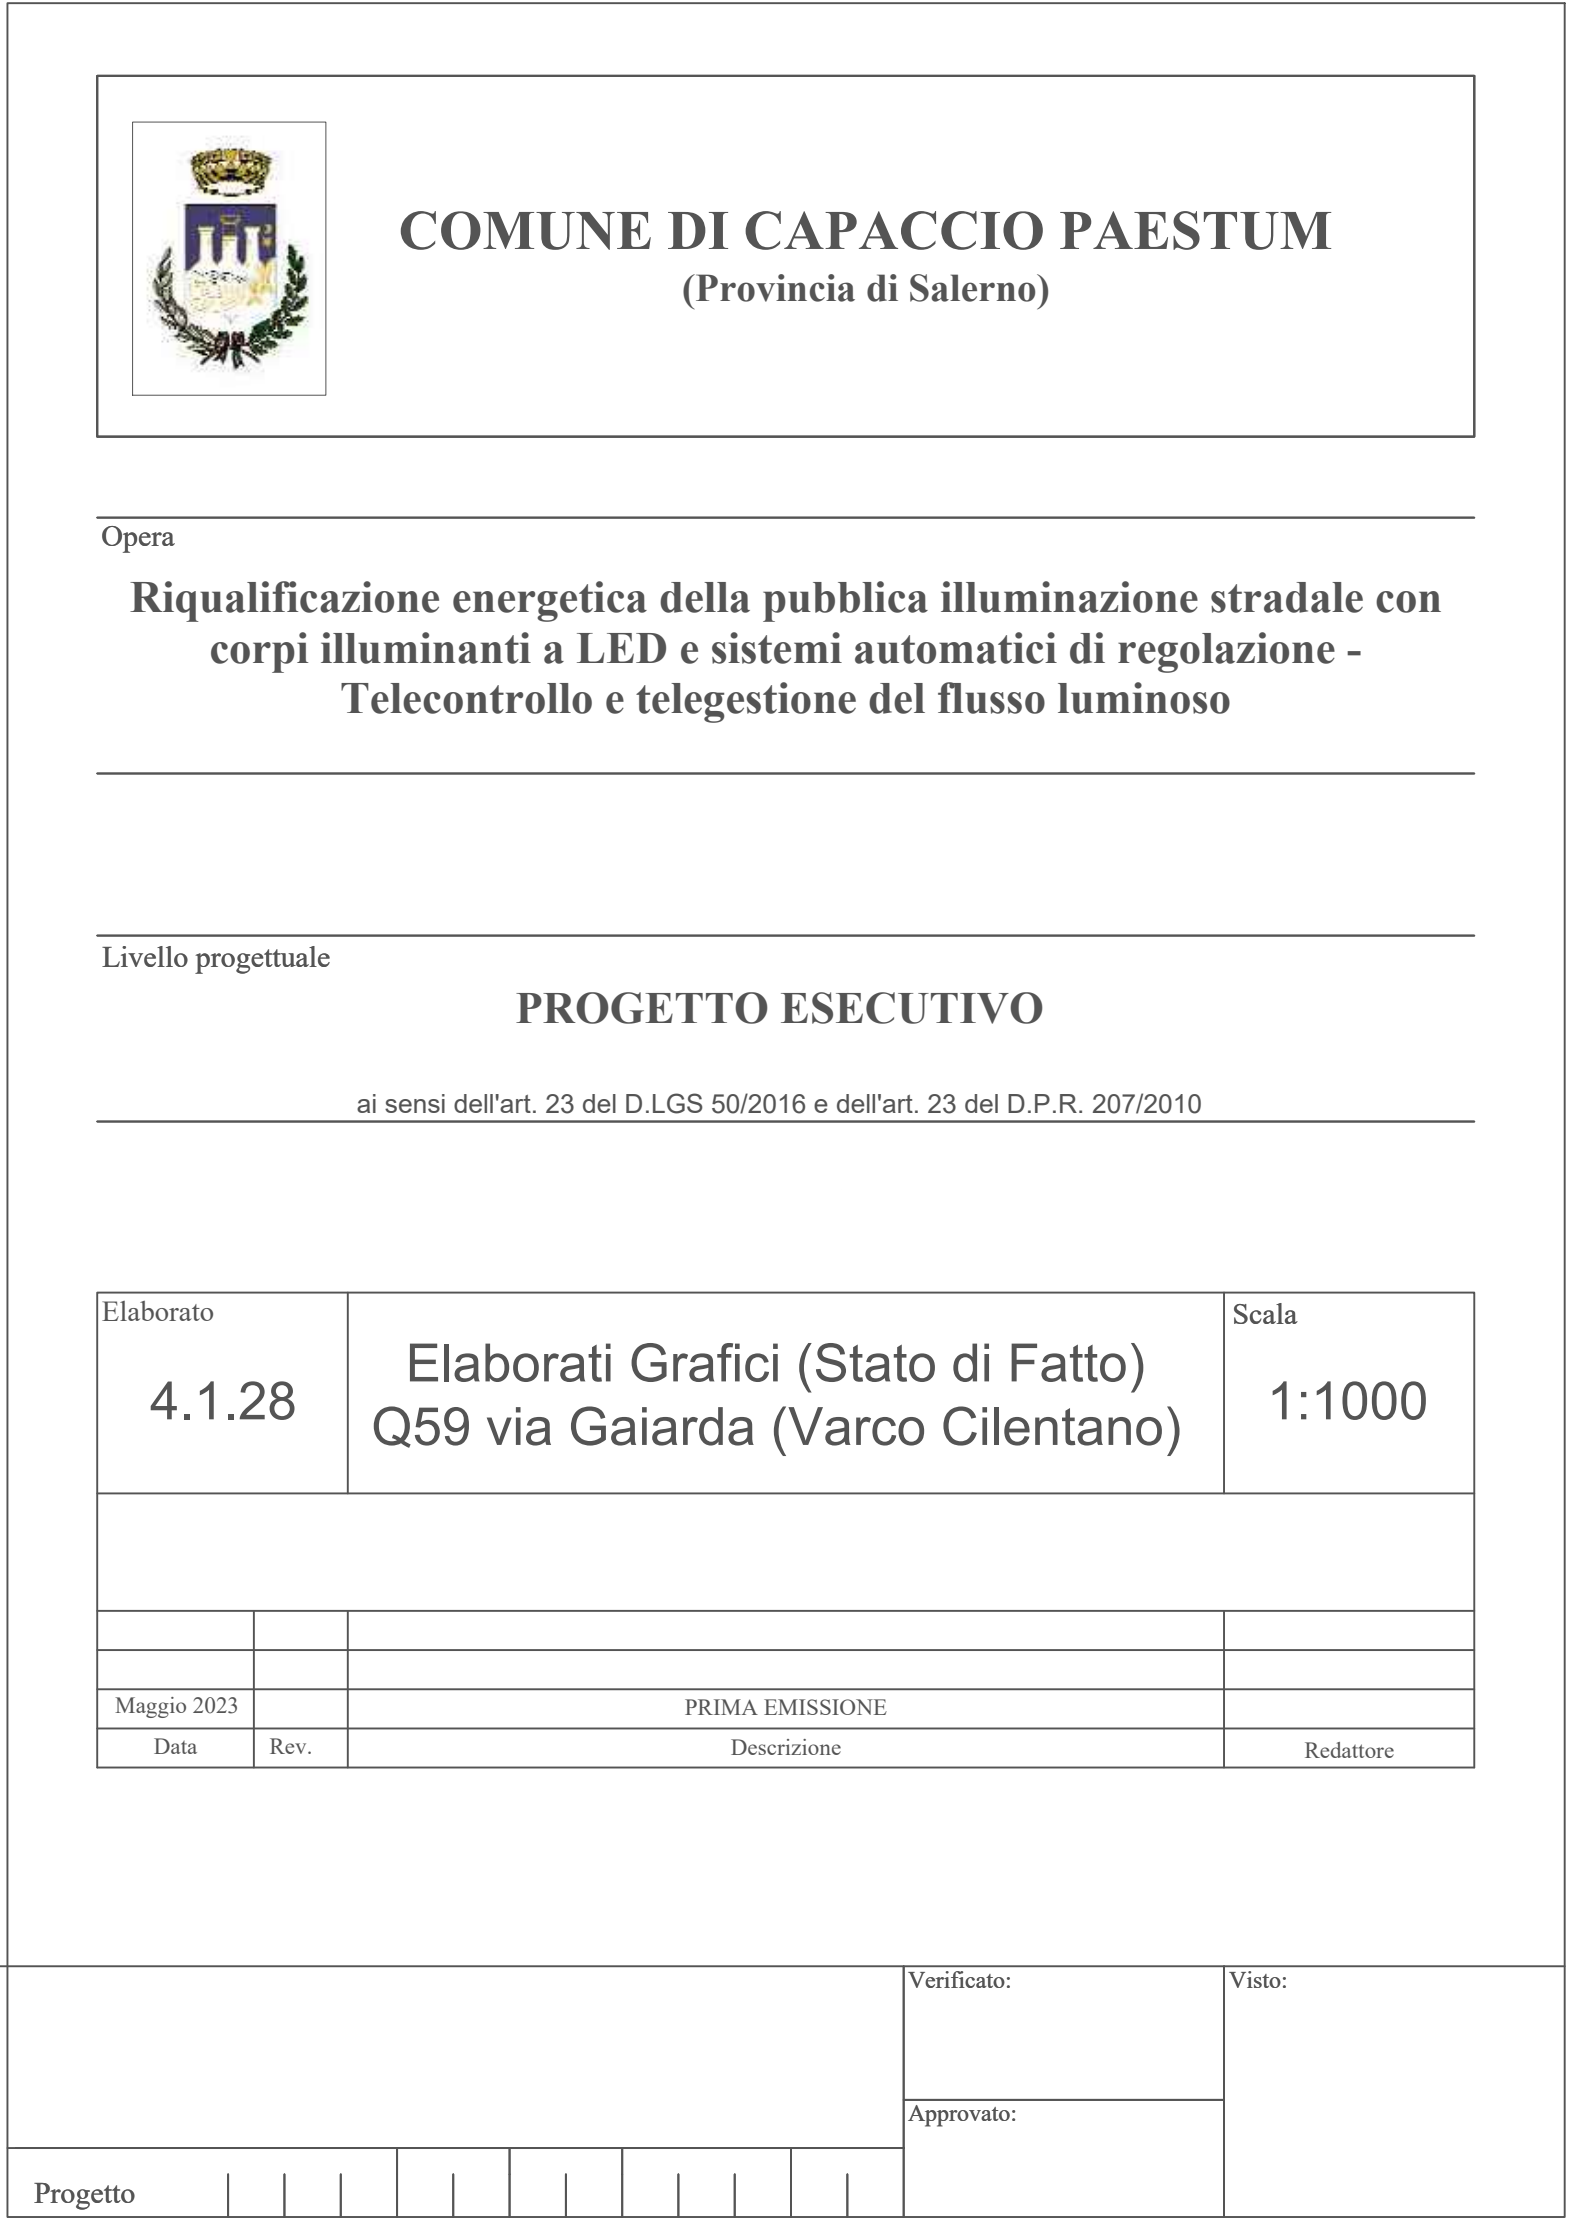 COMUNE DI CAPACCIO PAESTUM
(Provincia di Salerno)
Opera
Riqualificazione energetica della pubblica illuminazione stradale con
corpi illuminanti a LED e sistemi automatici di regolazione -
Telecontrollo e telegestione del flusso luminoso
Livello progettuale
PROGETTO ESECUTIVO
ai sensi dell'art. 23 del D.LGS 50/2016 e dell'art. 23 del D.P.R. 207/2010
Elaborato
4.1.28
Elaborati Grafici (Stato di Fatto)
Q59 via Gaiarda (Varco Cilentano)
Scala
1:1000
Maggio 2023 PRIMA EMISSIONE
Data Rev. Descrizione Redattore
Verificato:
Visto:
Approvato:
Progetto